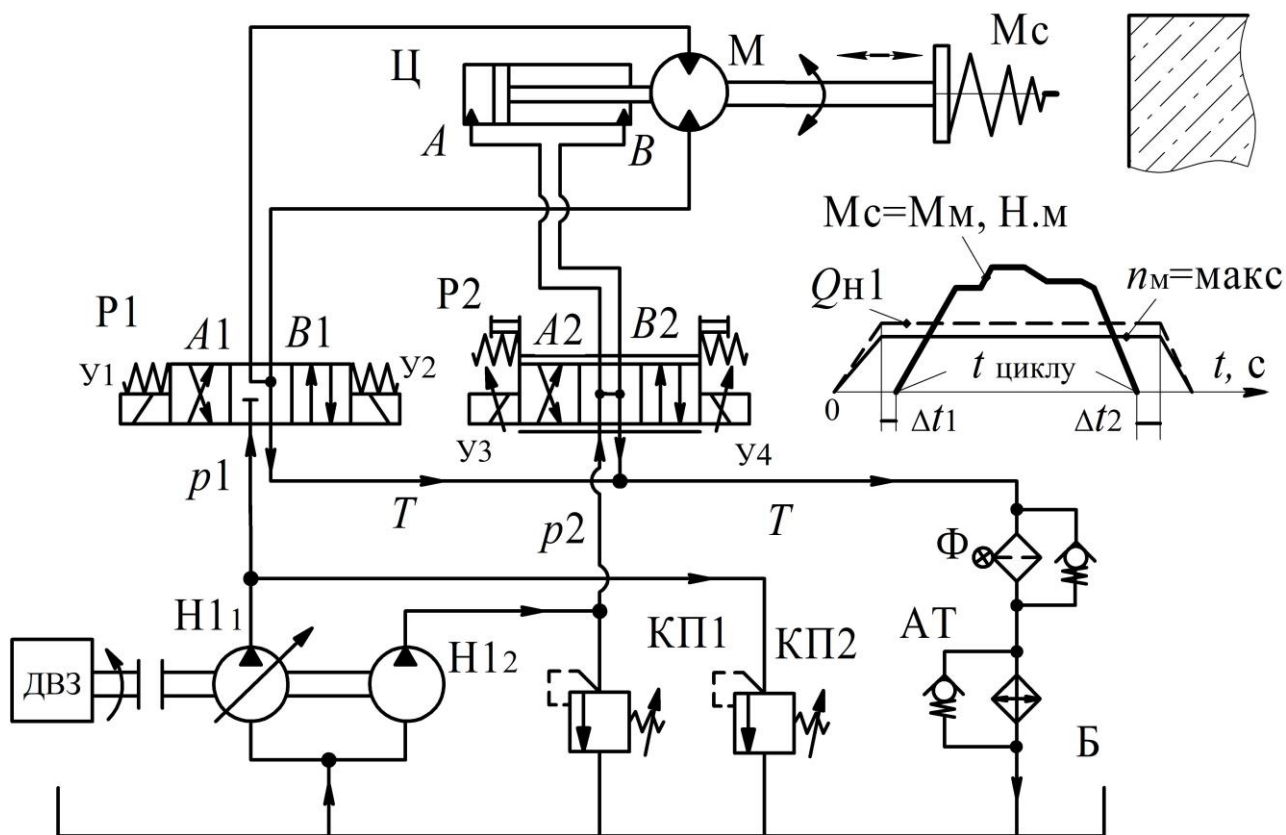 Ц
М
Мс
А
В
Мс=Мм, Н.м
Р1
А1
В1
Р2
А2
В2
Qн1
nм=макс
У1
У2
t циклу
t, с
0
Δt1
Δt2
У3
У4
p1
Т
Т
p2
Ф
Н11
КП1
КП2
АТ
ДВЗ
Н12
Б